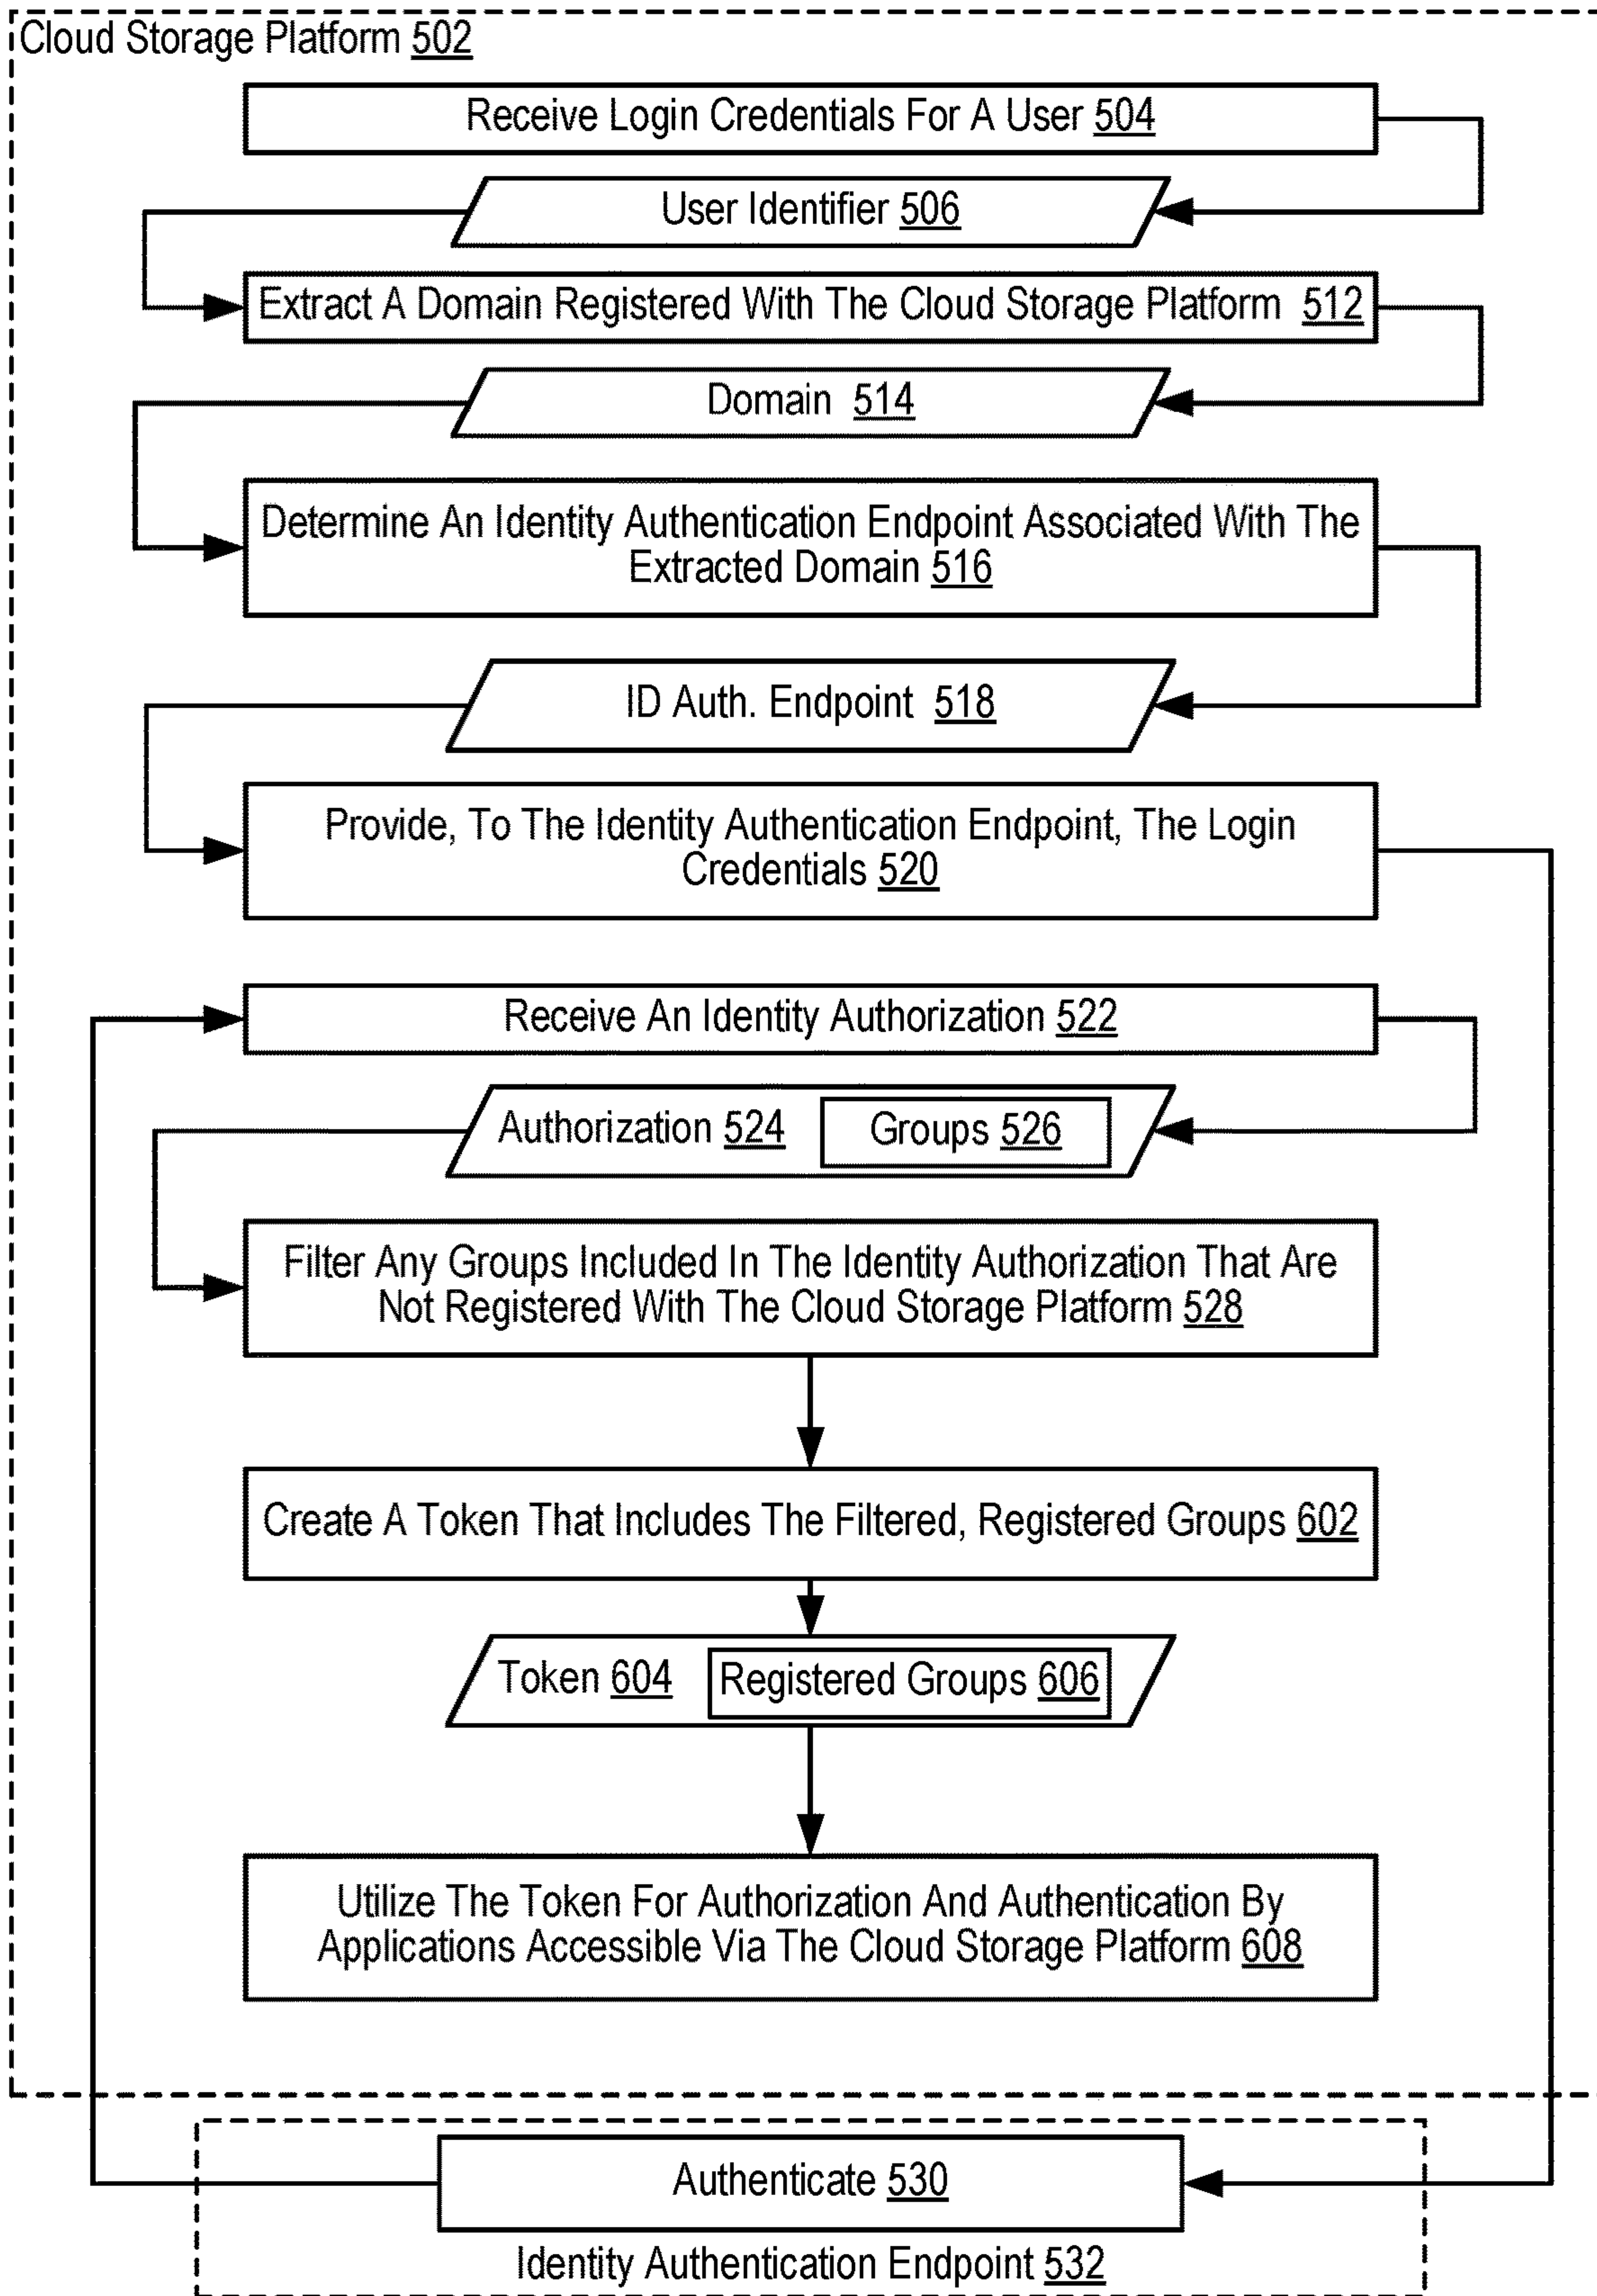 Cloud Storage Platform 502
Receive Login Credentials For A User 504
User Identifier 506
Extract A Domain Registered With The Cloud Storage Platform 512
Domain 514
Determine An Identity Authentication Endpoint Associated With The
Extracted Domain 516
ID Auth. Endpoint 518
Provide, To The Identity Authentication Endpoint, The Login
Credentials 520
Receive An Identity Authorization 522
Authorization 524 Groups 526
Filter Any Groups Included In The Identity Authorization That Are
Not Registered With The Cloud Storage Platform 528
Create A Token That Includes The Filtered, Registered Groups 602
Token 604 Registered Groups 606
Utilize The Token For Authorization And Authentication By
Applications Accessible Via The Cloud Storage Platform 608
Authenticate 530
Identity Authentication Endpoint 532